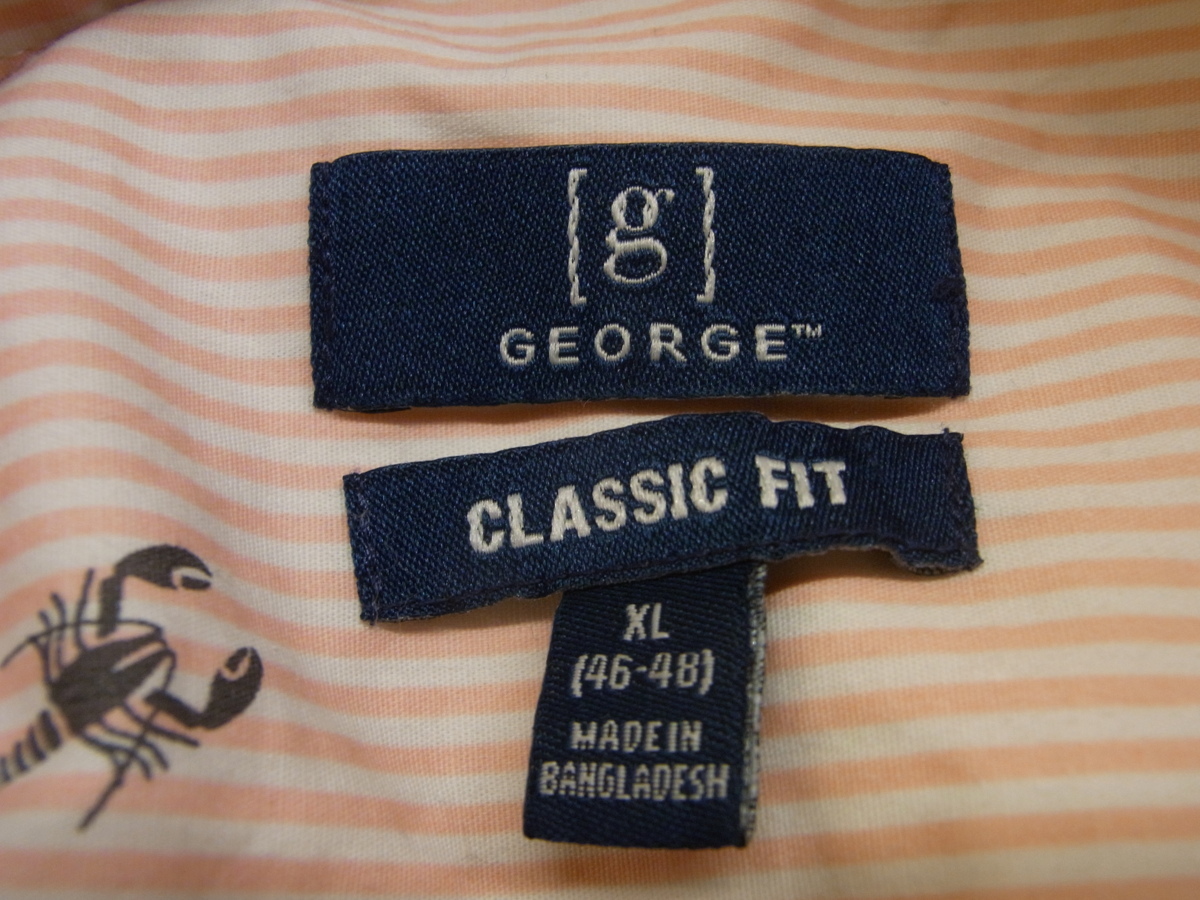 [g]
GEORGE™
CLASSIC FIT
XL
(46-48)
MADE IN
BANGLADESH